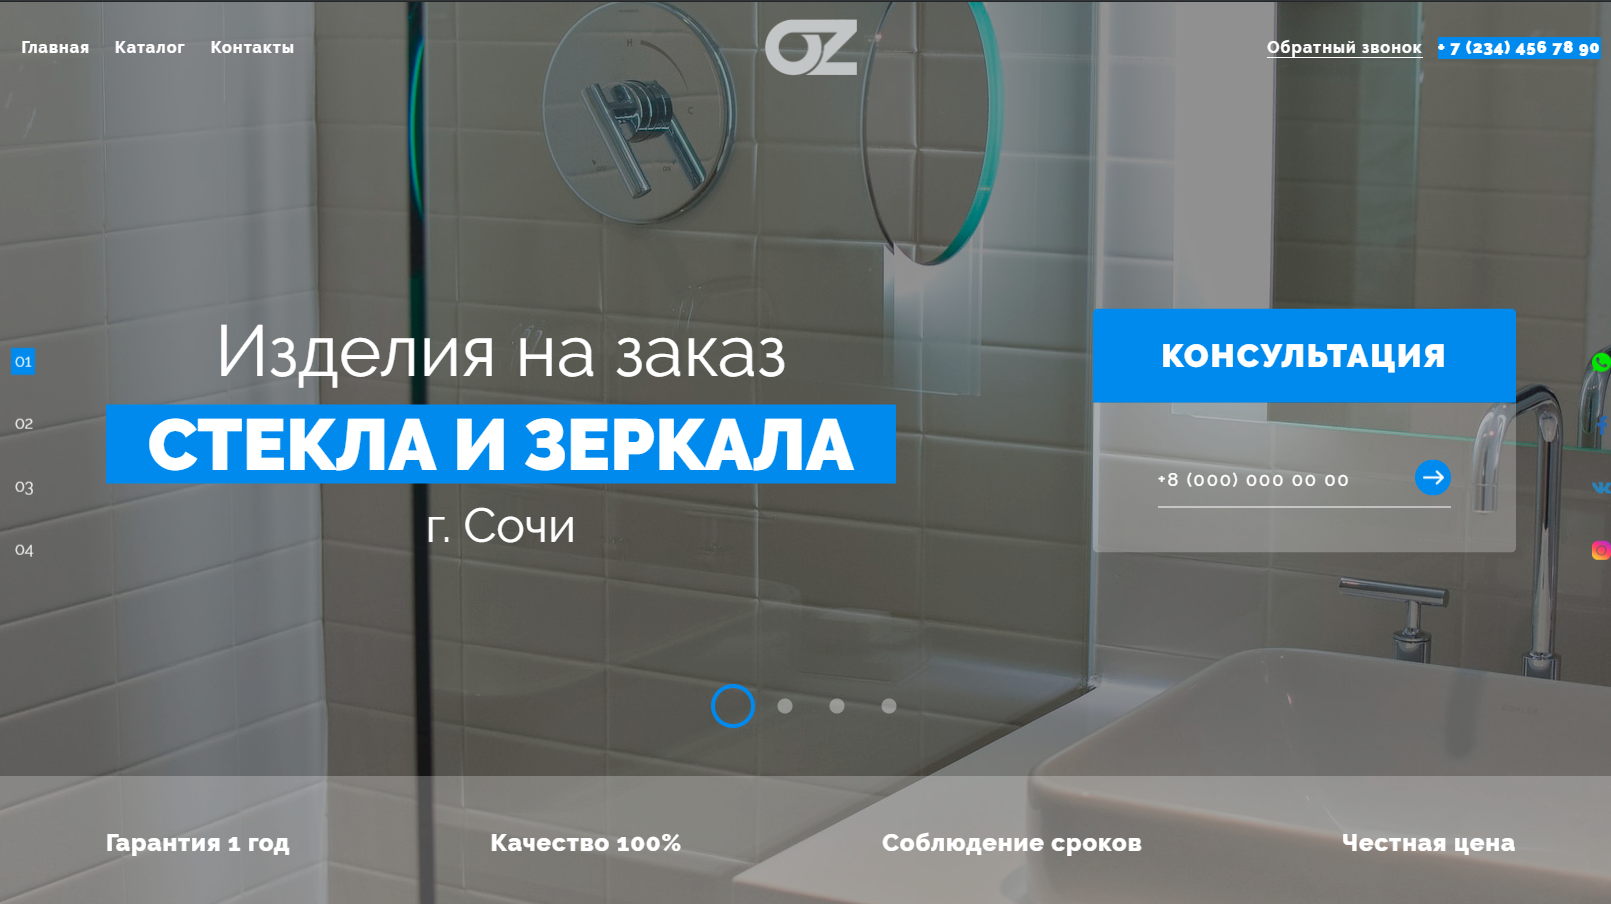 Главная Каталог Контакты
OZ
Обратный звонок + 7 (234) 456 78 90
Изделия на заказ
СТЕКЛА И ЗЕРКАЛА
г. Сочи
01
02
03
04
КОНСУЛЬТАЦИЯ
+8 (000) 000 00 00
Гарантия 1 год
Качество 100%
Соблюдение сроков
Честная цена